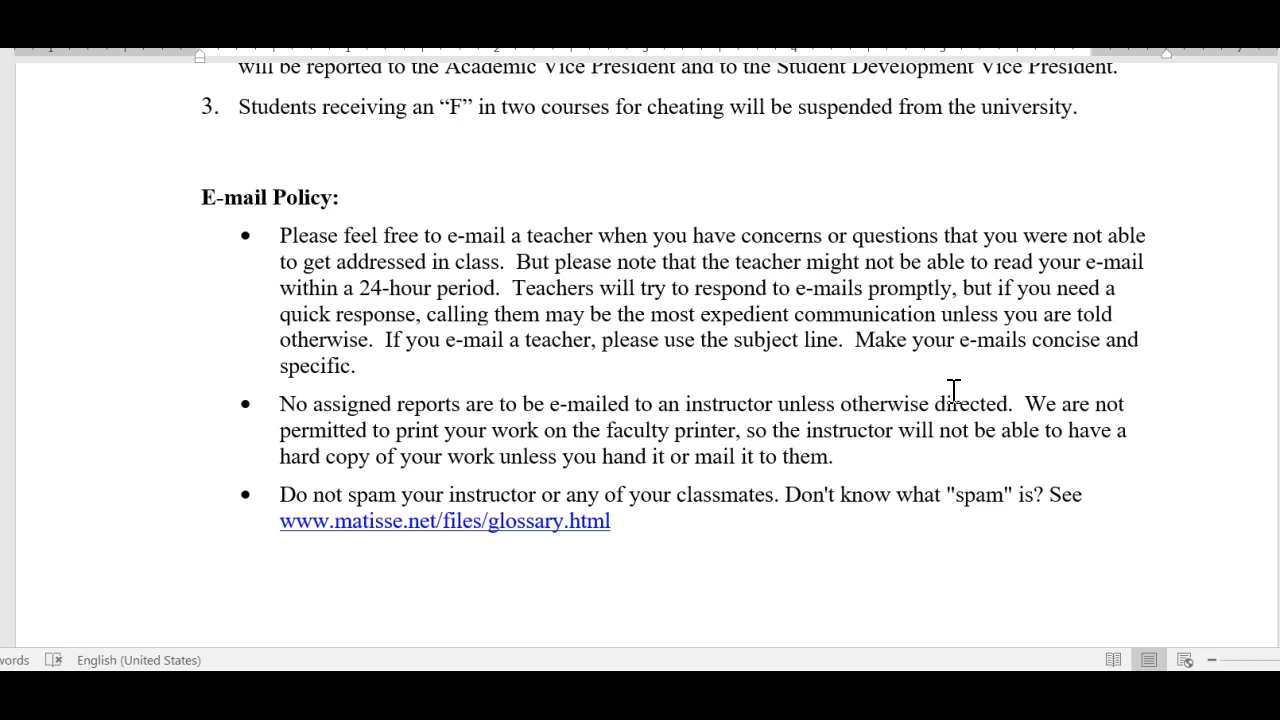 will be reported to the Academic Vice President and to the Student Development Vice President.
3. Students receiving an “F” in two courses for cheating will be suspended from the university.
E-mail Policy:
• Please feel free to e-mail a teacher when you have concerns or questions that you were not able
to get addressed in class.  But please note that the teacher might not be able to read your e-mail
within a 24-hour period.  Teachers will try to respond to e-mails promptly, but if you need a
quick response, calling them may be the most expedient communication unless you are told
otherwise.  If you e-mail a teacher, please use the subject line.  Make your e-mails concise and
specific.
• No assigned reports are to be e-mailed to an instructor unless otherwise directed.  We are not
permitted to print your work on the faculty printer, so the instructor will not be able to have a
hard copy of your work unless you hand it or mail it to them.
• Do not spam your instructor or any of your classmates. Don't know what "spam" is? See
www.matisse.net/files/glossary.html
words English (United States)